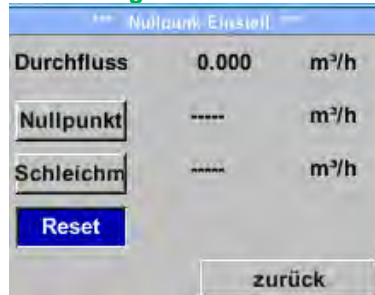 *** Nullpunk Einstell ***
Durchfluss 0.000 m³/h
Nullpunkt ----- m³/h
Schleichm ----- m³/h
Reset
zurück